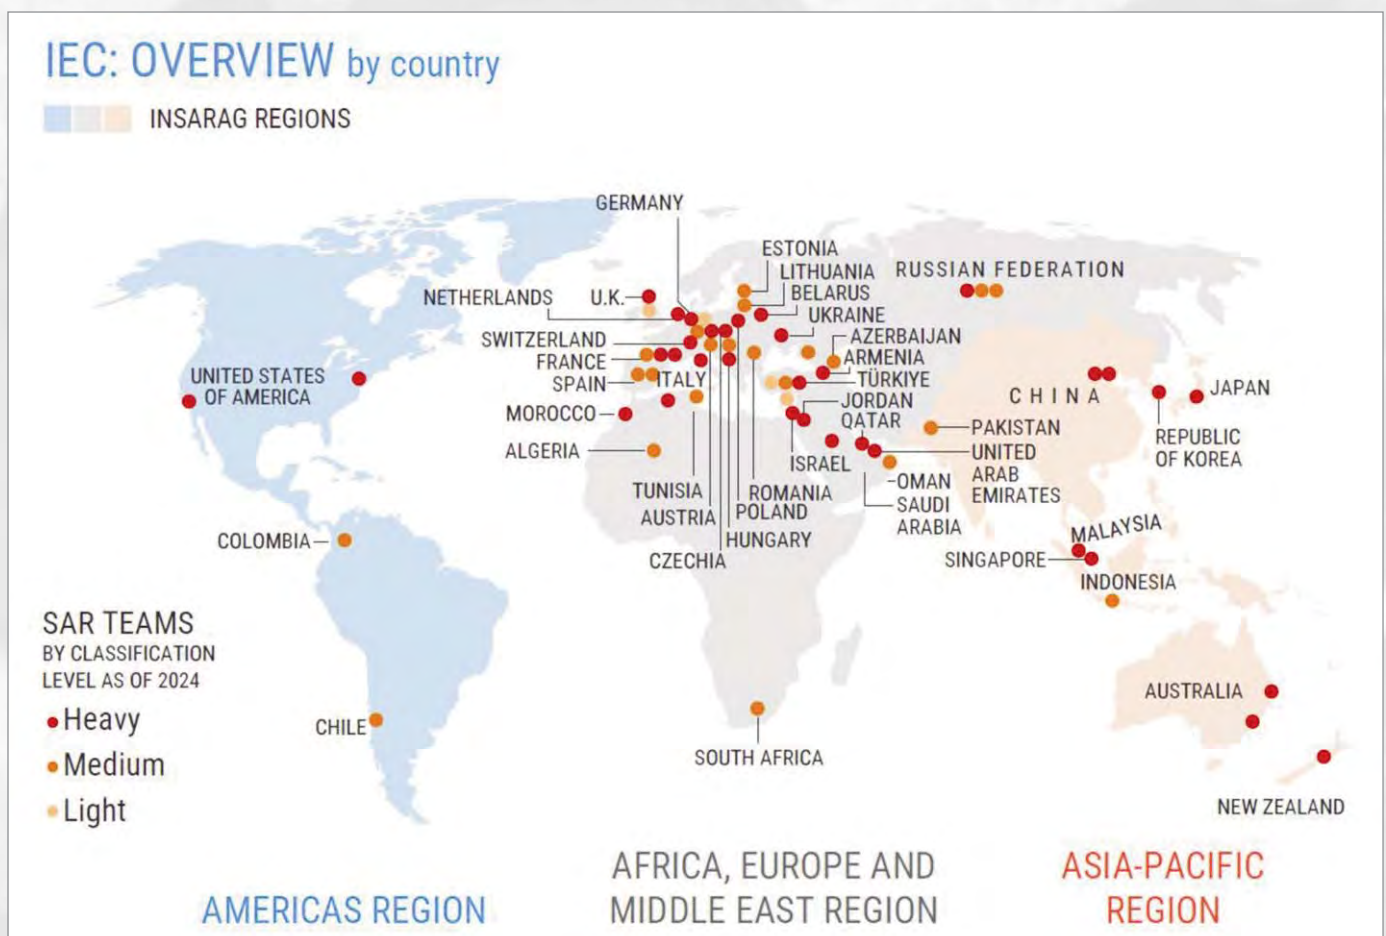 IEC: OVERVIEW by country
INSARAG REGIONS
GERMANY
ESTONIA
LITHUANIA
RUSSIAN FEDERATION
NETHERLANDS
U.K.
BELARUS
UKRAINE
SWITZERLAND
AZERBAIJAN
FRANCE
ARMENIA
UNITED STATES
OF AMERICA
SPAIN
ITALY
TÜRKIYE
CHINA
JAPAN
MOROCCO
JORDAN
QATAR
PAKISTAN
REPUBLIC
OF KOREA
ALGERIA
ISRAEL
UNITED
ARAB
EMIRATES
TUNISIA
ROMANIA
OMAN
AUSTRIA
POLAND
SAUDI
ARABIA
COLOMBIA
HUNGARY
CZECHIA
MALAYSIA
SINGAPORE
INDONESIA
SAR TEAMS
BY CLASSIFICATION
LEVEL AS OF 2024
Heavy
Medium
Light
CHILE
SOUTH AFRICA
AUSTRALIA
NEW ZEALAND
AMERICAS REGION
AFRICA, EUROPE AND
MIDDLE EAST REGION
ASIA-PACIFIC
REGION